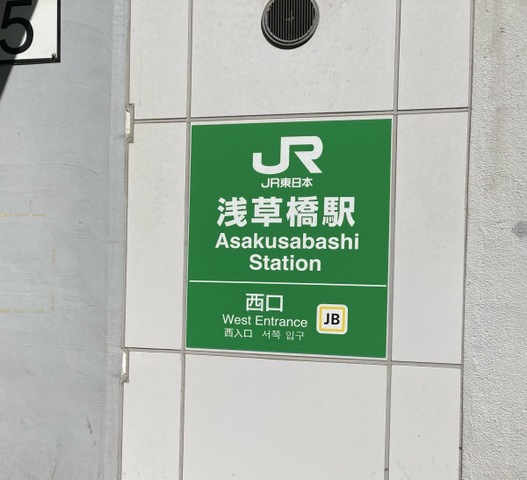 5
JR
JR東日本
浅草橋駅
Asakusabashi
Station
西口
West Entrance
JB
西入口 서쪽 입구